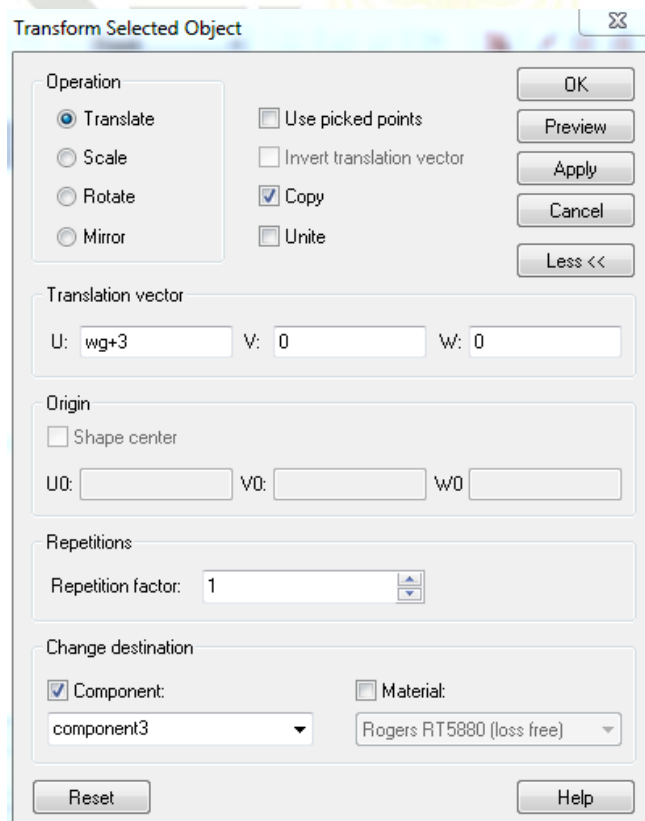 Transform Selected Object
Operation
Translate
Scale
Rotate
Mirror
Use picked points
Invert translation vector
Copy
Unite
OK
Preview
Apply
Cancel
Less <<
Translation vector
U: wg+3 V: 0 W: 0
Origin
Shape center
U0: V0: W0
Repetitions
Repetition factor: 1
Change destination
Component: Material:
component3 Rogers RT5880 (loss free)
Reset Help